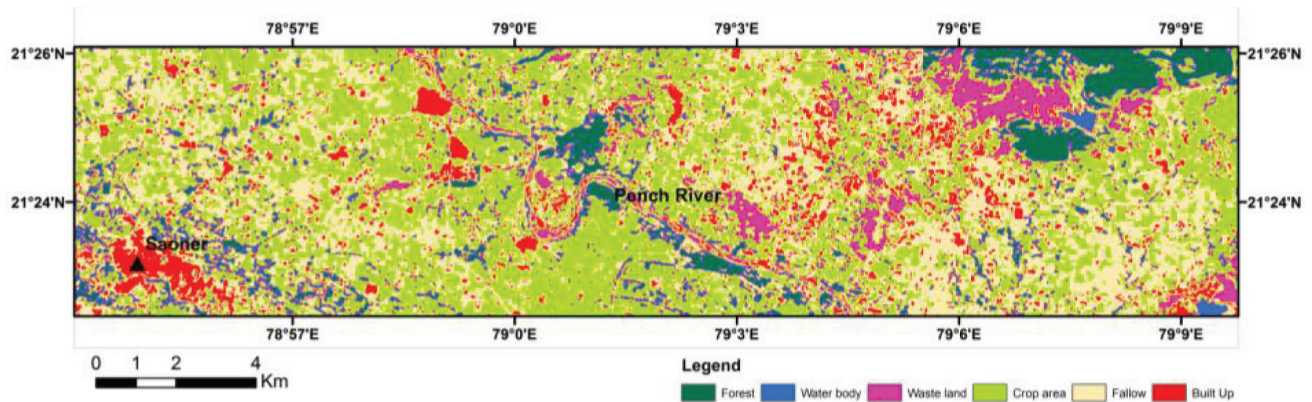 78°57'E 79°0'E 79°3'E 79°6'E 79°9'E
21°26'N 21°26'N
Pench River
21°24'N 21°24'N
Saoner
78°57'E 79°0'E 79°3'E 79°6'E 79°9'E
0 1 2 4
Km
Legend
Forest Water body Waste land Crop area Fallow Built Up